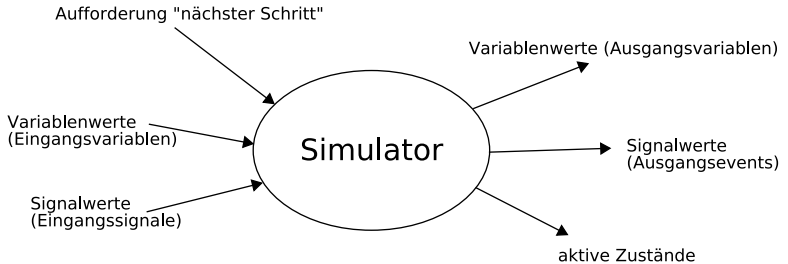 Aufforderung "nächster Schritt"
Variablenwerte
(Eingangsvariablen)
Signalwerte
(Eingangssignale)
Simulator
Variablenwerte (Ausgangsvariablen)
Signalwerte
(Ausgangsevents)
aktive Zustände